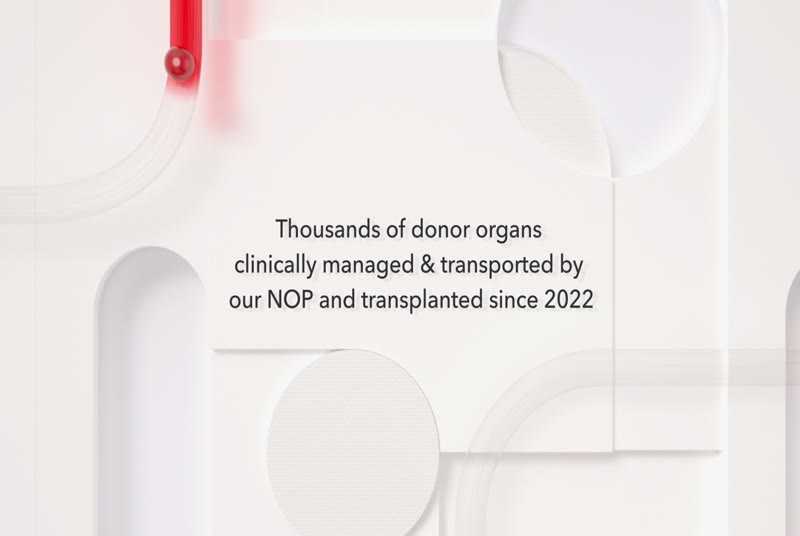 Thousands of donor organs
clinically managed & transported by
our NOP and transplanted since 2022